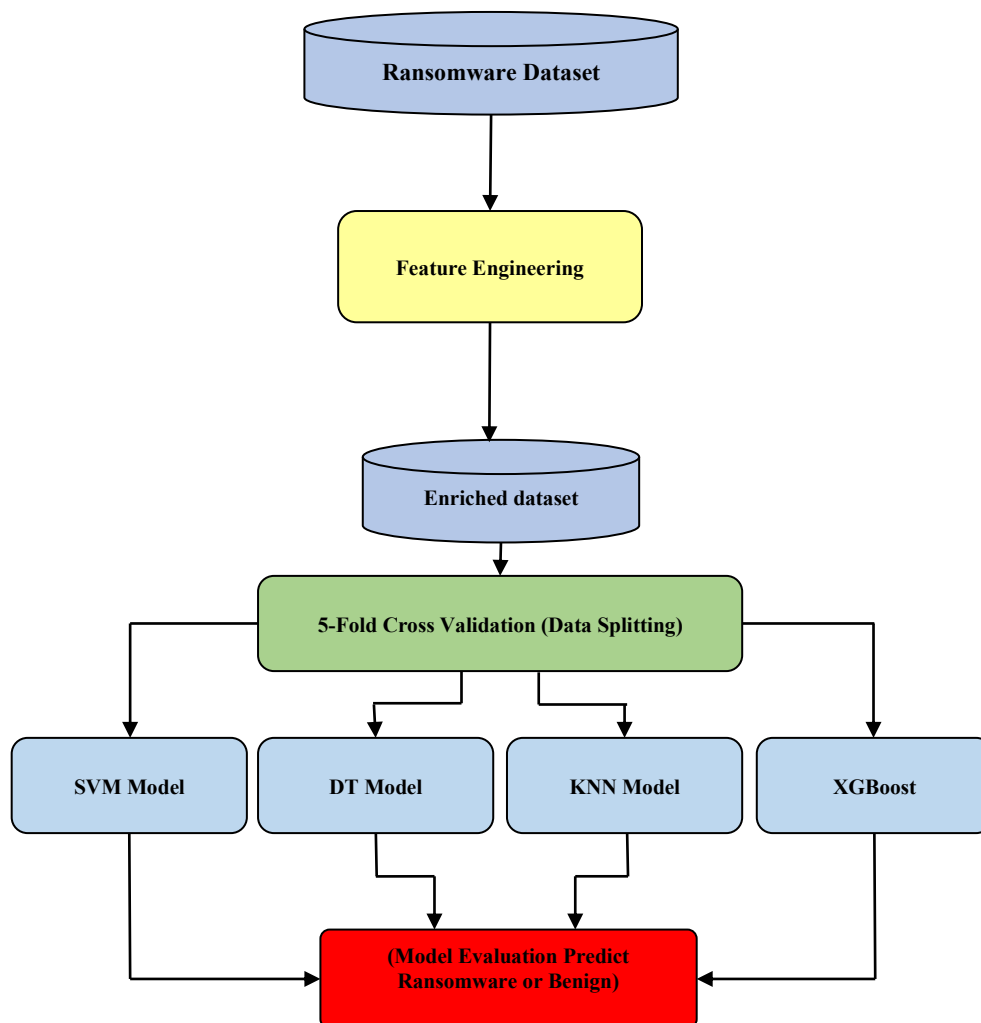 Ransomware Dataset
Feature Engineering
Enriched dataset
5-Fold Cross Validation (Data Splitting)
SVM Model
DT Model
KNN Model
XGBoost
(Model Evaluation Predict
Ransomware or Benign)